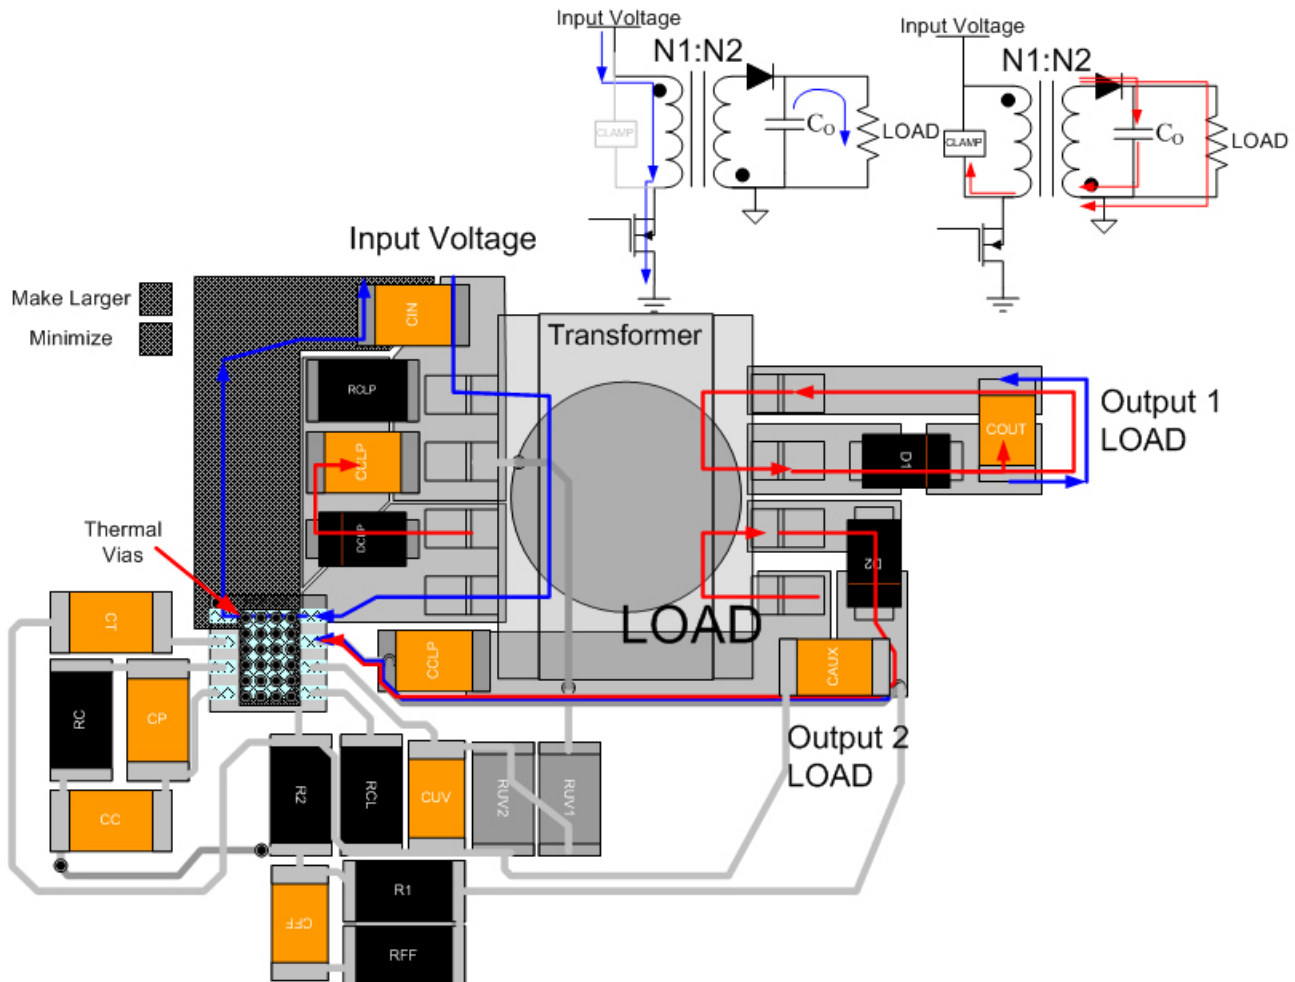 Input Voltage
N1:N2
CLAMP
CO
LOAD
Input Voltage
N1:N2
CLAMP
CO
LOAD
Input Voltage
Make Larger
Minimize
CIN
Transformer
RCLP
CCLP
DCLP
COUT
D1
Output 1
LOAD
D2
Thermal
Vias
LOAD
CT
CCLP
CAUX
RC
CP
Output 2
LOAD
CC
R2
RCL
CUV
RUV2
RUV1
R1
CFF
RFF